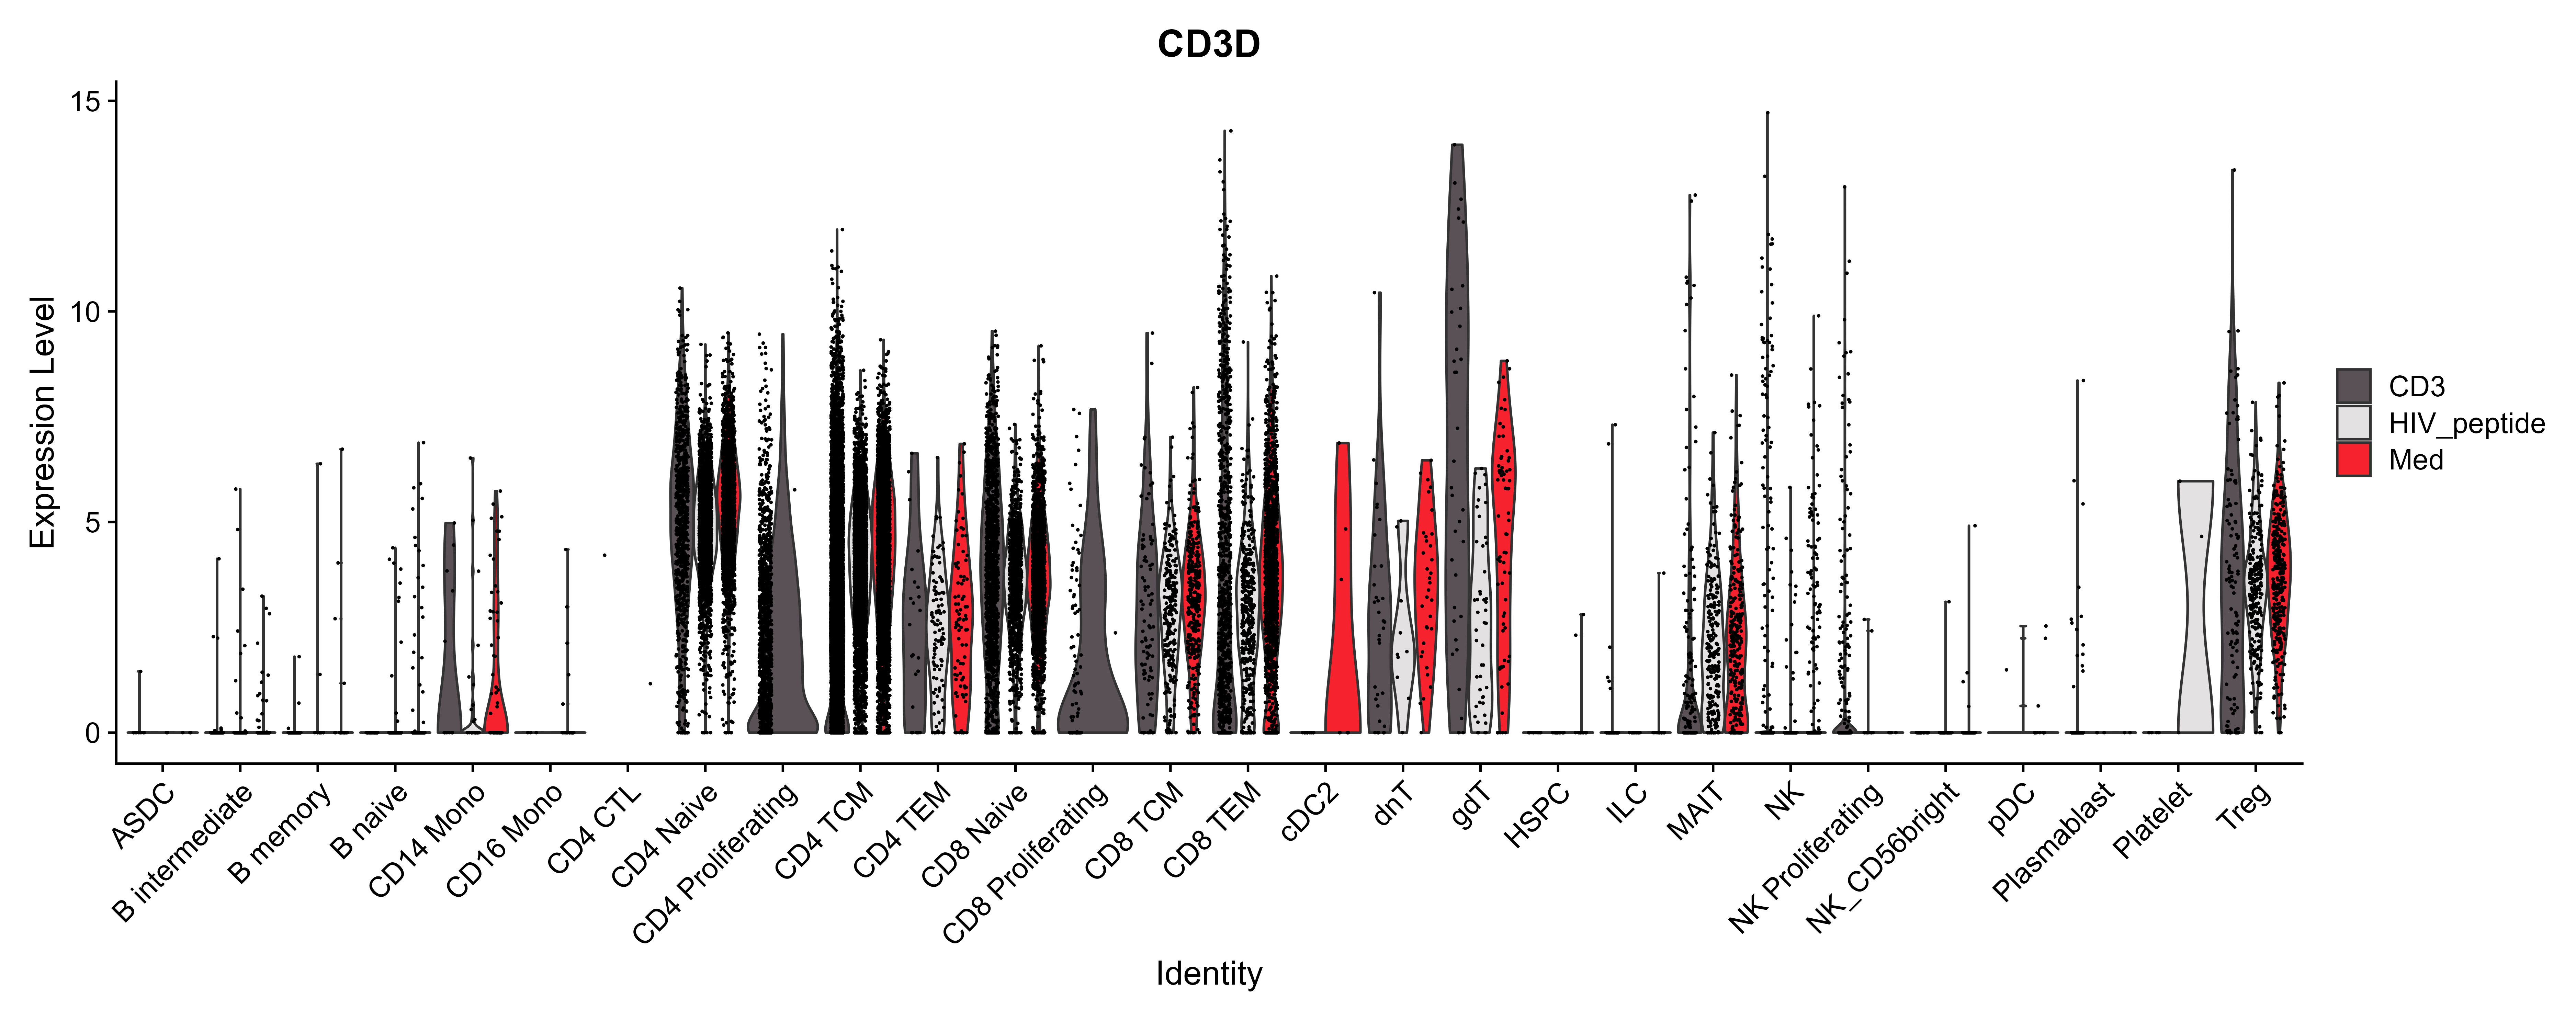 CD3D
Expression Level
15
10
5
0
ASDC
B intermediate
B memory
B naive
CD14 Mono
CD16 Mono
CD4 CTL
CD4 Naive
CD4 Proliferating
CD4 TCM
CD4 TEM
CD8 Naive
CD8 Proliferating
CD8 TCM
CD8 TEM
cDC2
dnT
gdT
HSPC
ILC
MAIT
NK
NK Proliferating
NK_CD56bright
pDC
Plasmablast
Platelet
Treg
Identity
CD3
HIV_peptide
Med